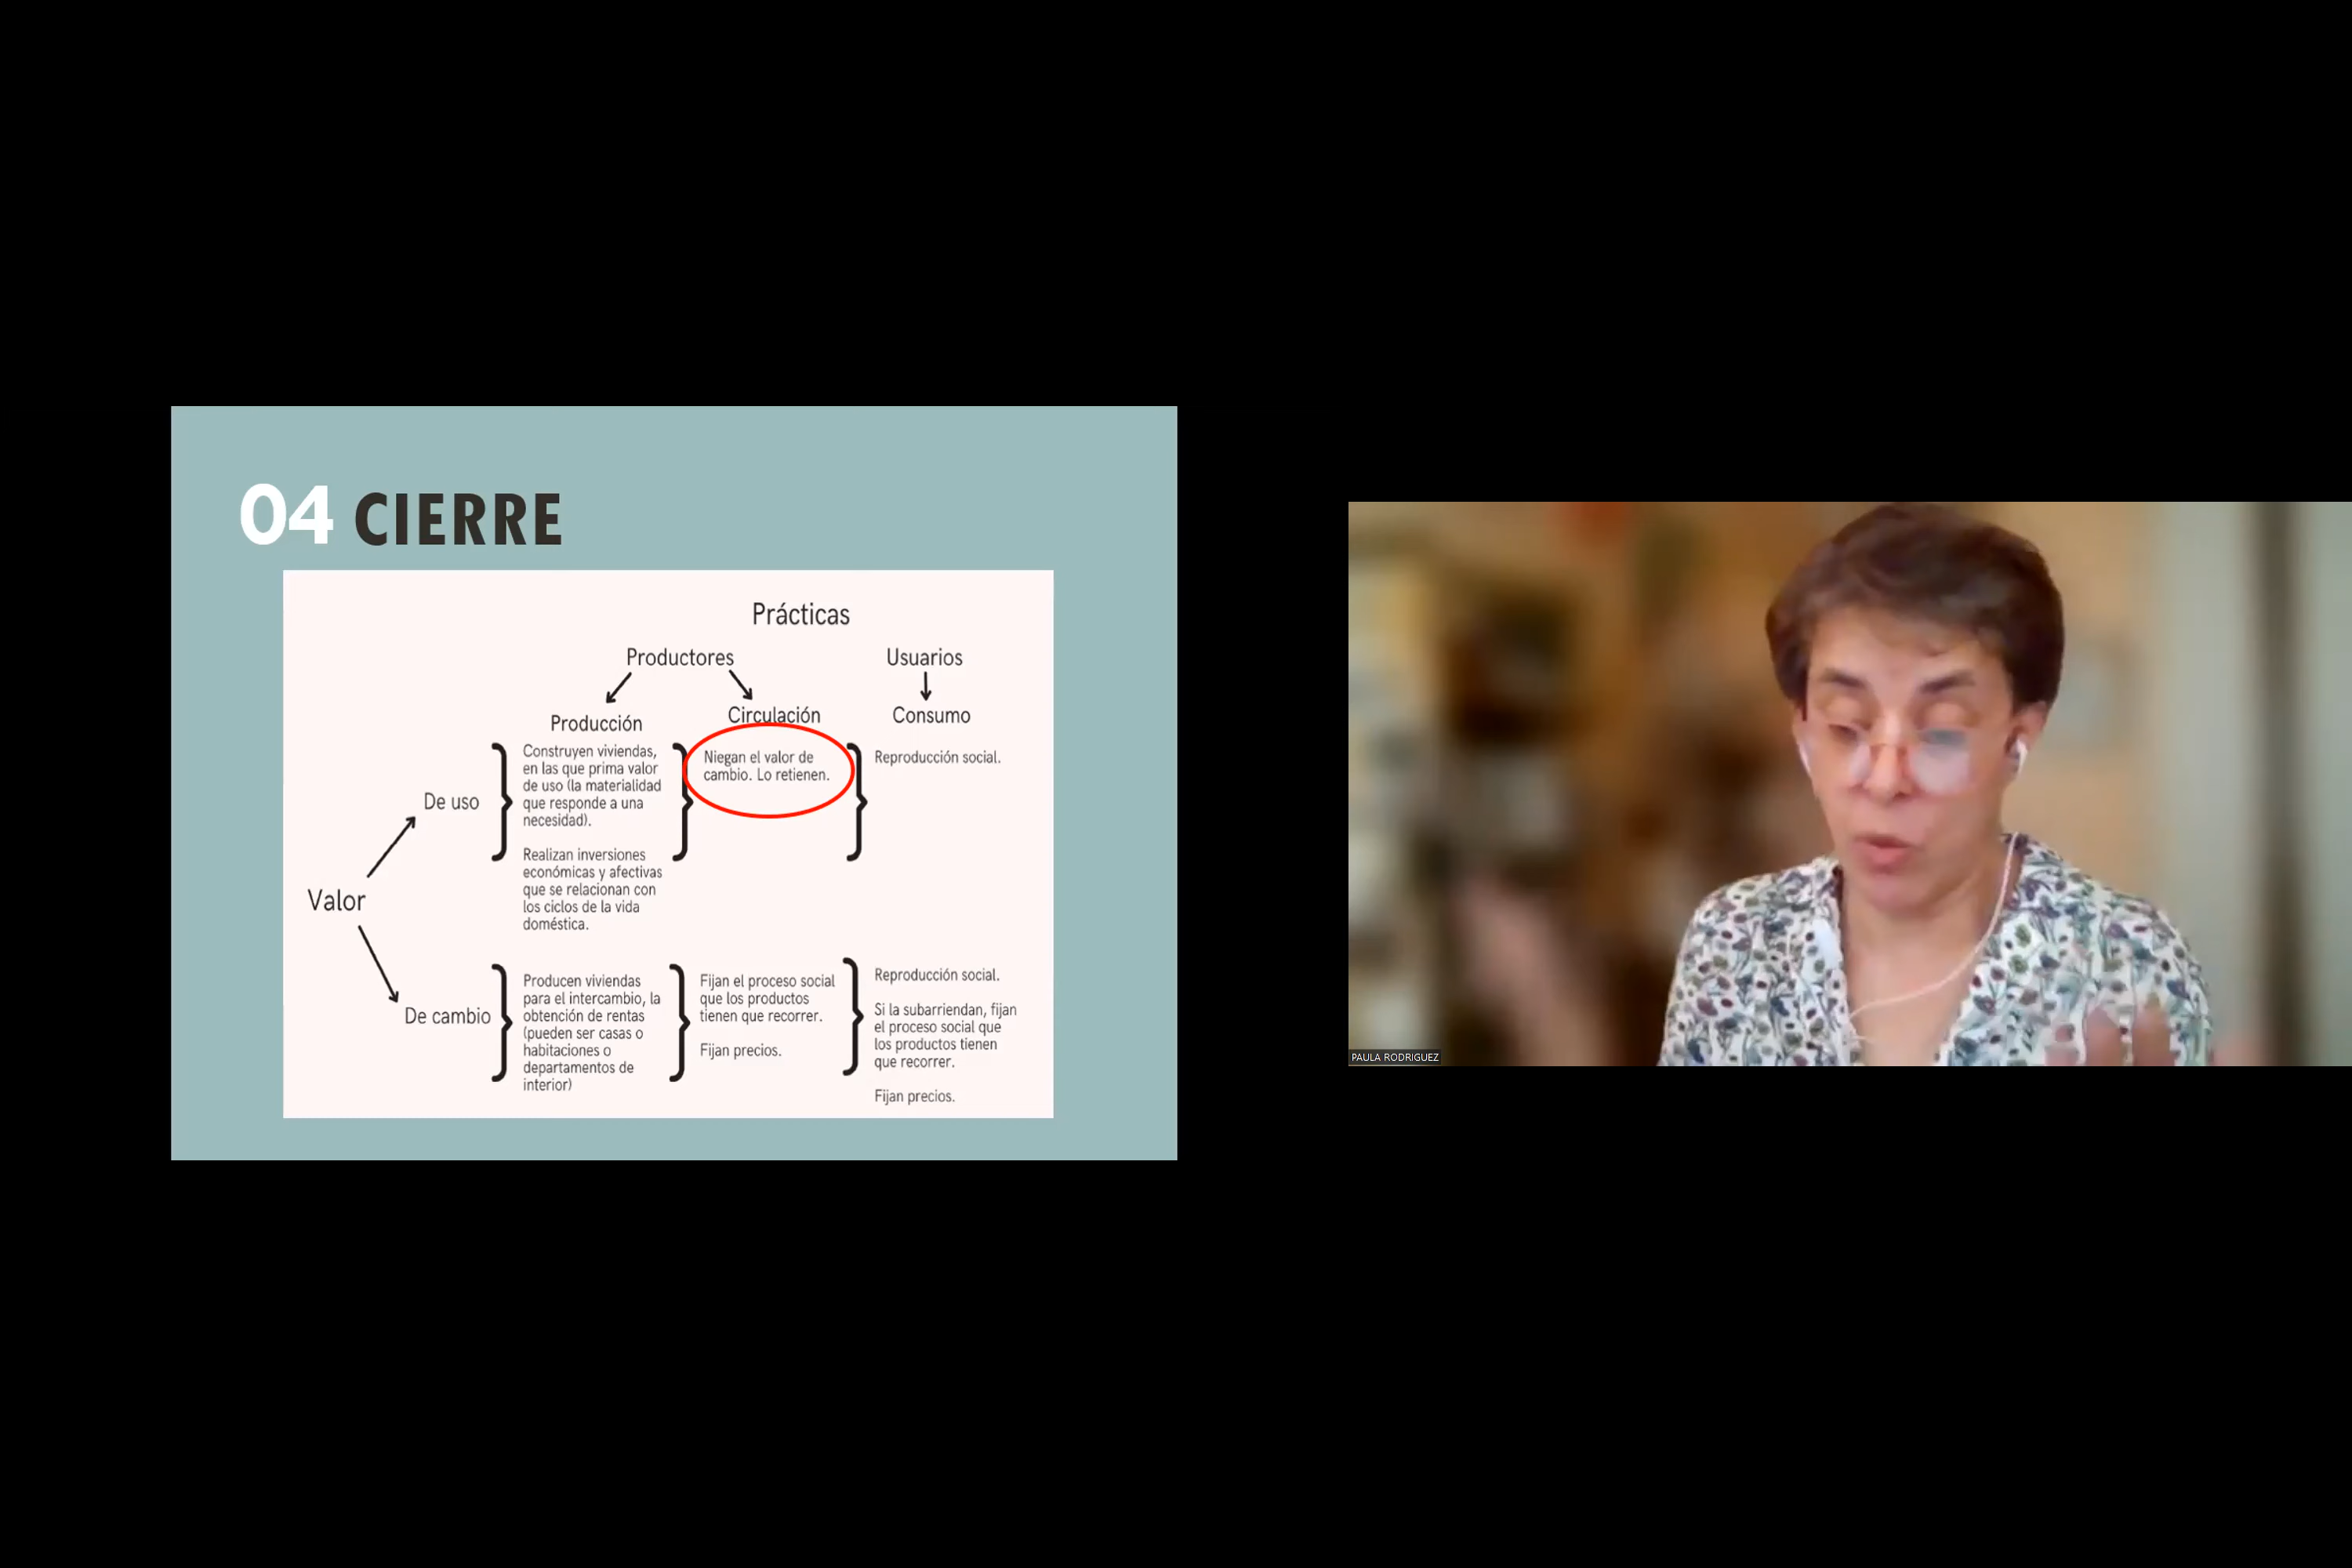 04 CIERRE
Prácticas
Productores
Usuarios
Producción
Circulación
Consumo
Valor
De uso
Construyen viviendas,
en las que prima valor
de uso (la materialidad
que responde a una
necesidad).
Realizan inversiones
económicas y afectivas
que se relacionan con
los ciclos de la vida
doméstica.
Niegan el valor de
cambio. Lo retienen.
Reproducción social.
De cambio
Producen viviendas
para el intercambio, la
obtención de rentas
(pueden ser casas o
habitaciones o
departamentos de
interior)
Fijan el proceso social
que los productos
tienen que recorrer.
Fijan precios.
Reproducción social.
Si la subarriendan, fijan
el proceso social que
los productos tienen
que recorrer.
Fijan precios.
PAULA RODRIGUEZ